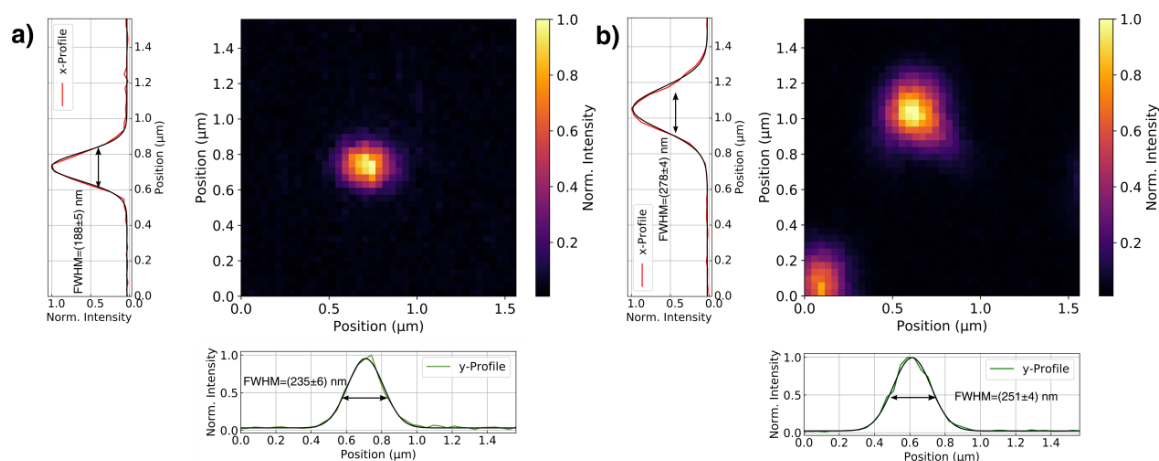 a)
x-Profile
FWHM=(188±5) nm
0.0 0.2 0.4 0.6 0.8 1.0 1.2 1.4
Position (µm)
1.0 0.5 0.0
Norm. Intensity
1.4
1.2
1.0
0.8
0.6
0.4
0.2
0.0
Position (µm)
0.0 0.5 1.0 1.5
Position (µm)
1.0
0.8
0.6
0.4
0.2
Norm. Intensity
y-Profile
FWHM=(235±6) nm
1.0
0.5
0.0
Norm. Intensity
0.0 0.2 0.4 0.6 0.8 1.0 1.2 1.4
Position (µm)
b)
x-Profile
FWHM=(278±4) nm
0.0 0.2 0.4 0.6 0.8 1.0 1.2 1.4
Position (µm)
1.0 0.5 0.0
Norm. Intensity
1.4
1.2
1.0
0.8
0.6
0.4
0.2
0.0
Position (µm)
0.0 0.5 1.0 1.5
Position (µm)
1.0
0.8
0.6
0.4
0.2
Norm. Intensity
y-Profile
FWHM=(251±4) nm
1.0
0.5
0.0
Norm. Intensity
0.0 0.2 0.4 0.6 0.8 1.0 1.2 1.4
Position (µm)